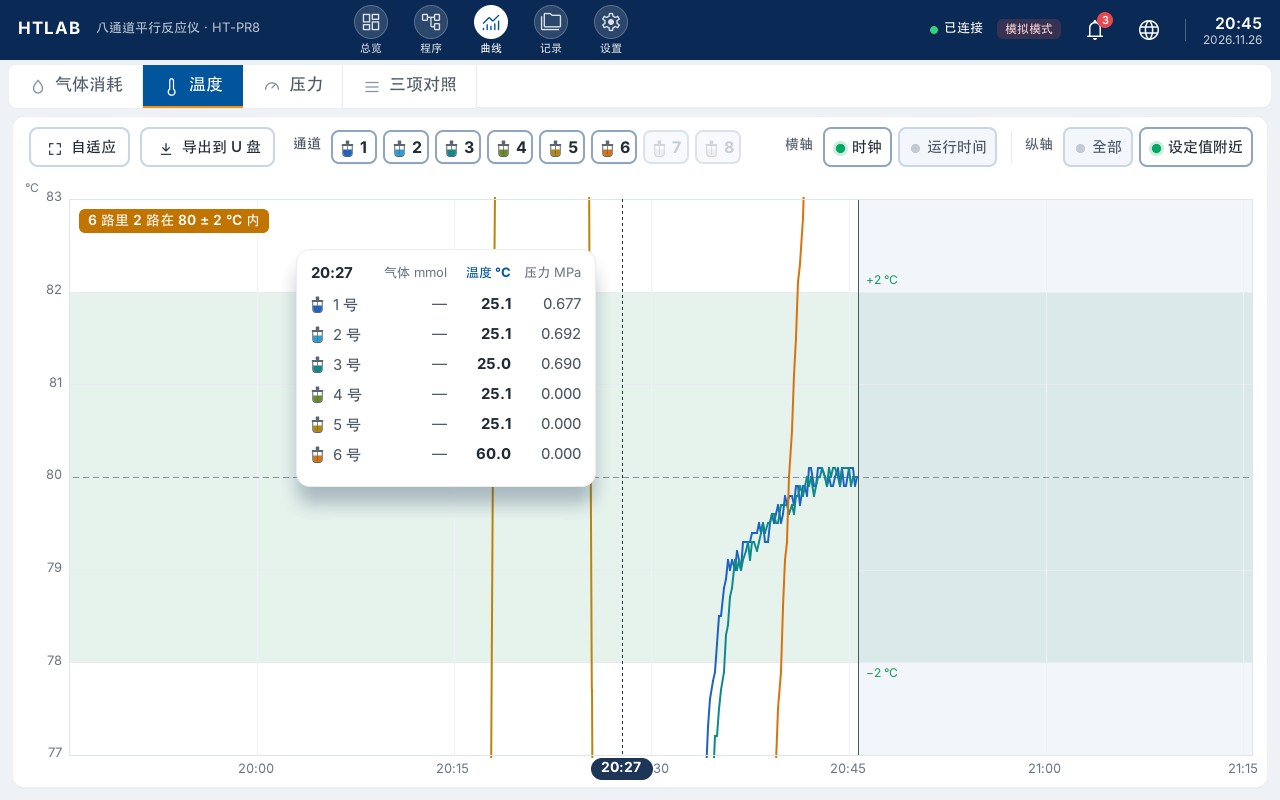 HTLAB 八通道平行反应仪 · HT-PR8
总览 程序 曲线 记录 设置
已连接 模拟模式 3 20:45
2026.11.26
气体消耗 温度 压力 三项对照
自适应 导出到 U 盘 通道 1 2 3 4 5 6 7 8 横轴 时钟 运行时间 纵轴 全部 设定值附近
°C
83
6 路里 2 路在 80 ± 2 °C 内
20:27 气体 mmol 温度 °C 压力 MPa
1 号 — 25.1 0.677
2 号 — 25.1 0.692
3 号 — 25.0 0.690
4 号 — 25.1 0.000
5 号 — 25.1 0.000
6 号 — 60.0 0.000
+2 °C
82
81
80
79
78
−2 °C
77
20:00 20:15 20:27 30 20:45 21:00 21:15